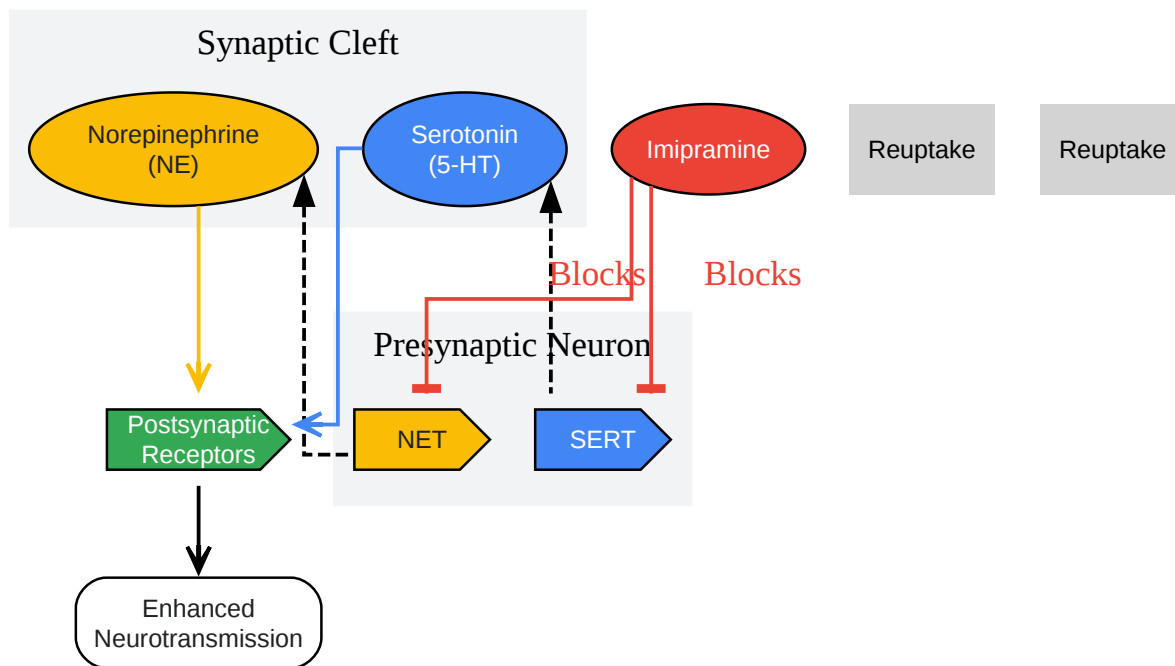 Synaptic Cleft
Norepinephrine
(NE)
Serotonin
(5-HT)
Imipramine
Reuptake
Reuptake
Blocks
Blocks
Presynaptic Neuron
Postsynaptic
Receptors
NET
SERT
Enhanced
Neurotransmission